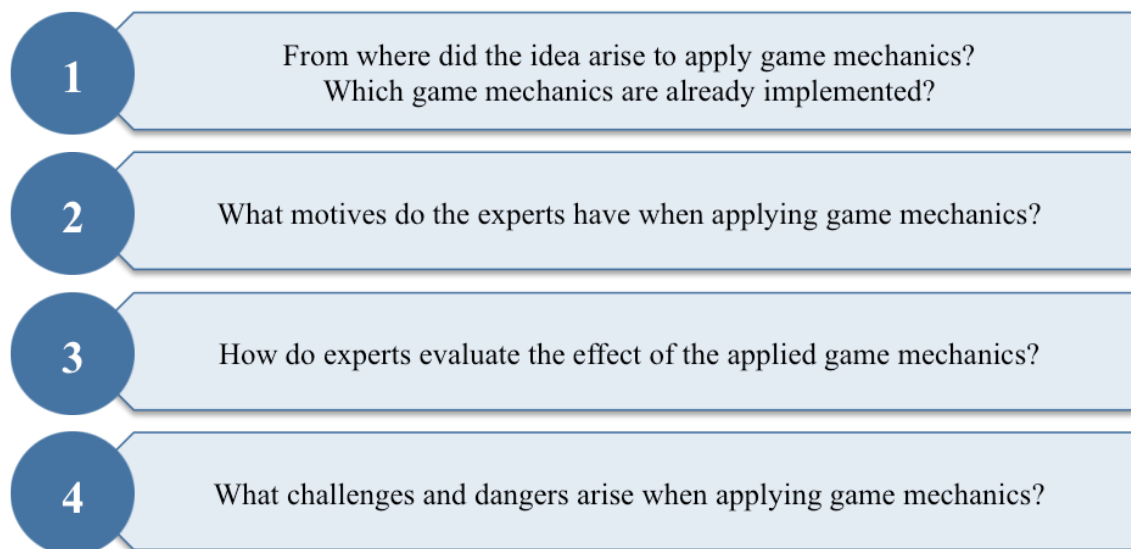 1
From where did the idea arise to apply game mechanics?
Which game mechanics are already implemented?
2
What motives do the experts have when applying game mechanics?
3
How do experts evaluate the effect of the applied game mechanics?
4
What challenges and dangers arise when applying game mechanics?